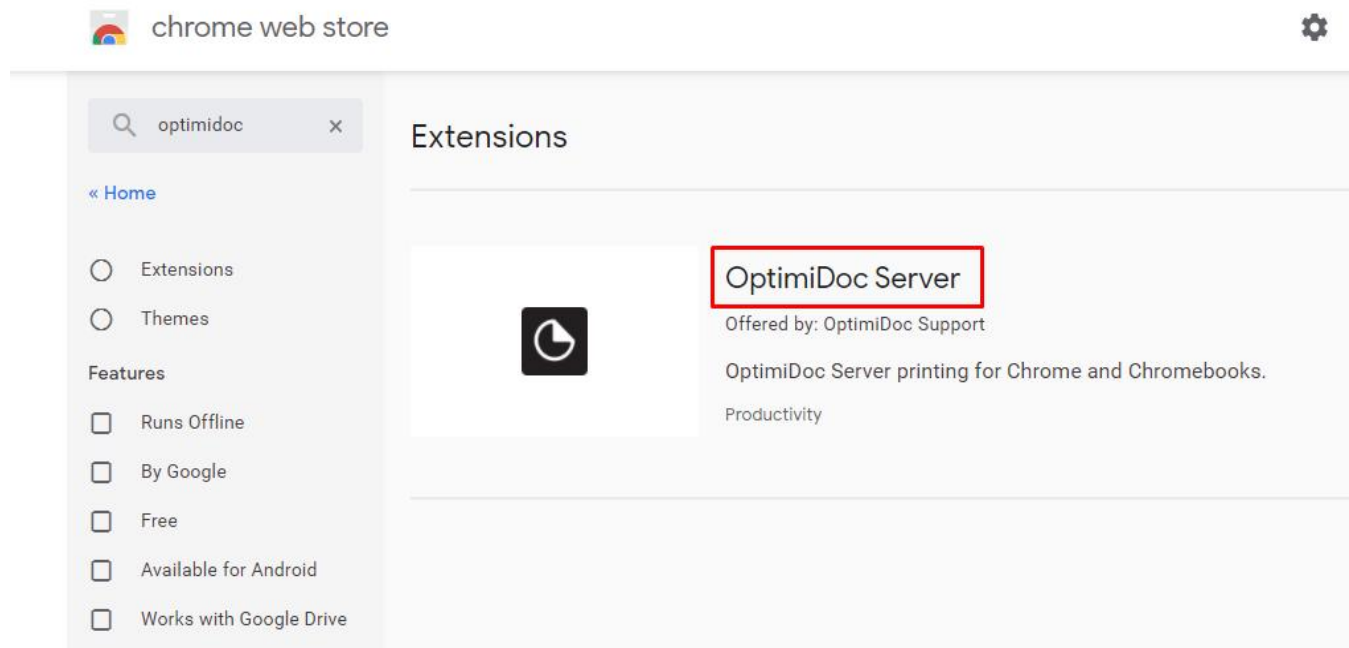 chrome web store
optimidoc
« Home
Extensions
Themes
Features
Runs Offline
By Google
Free
Available for Android
Works with Google Drive
Extensions
OptimiDoc Server
Offered by: OptimiDoc Support
OptimiDoc Server printing for Chrome and Chromebooks.
Productivity